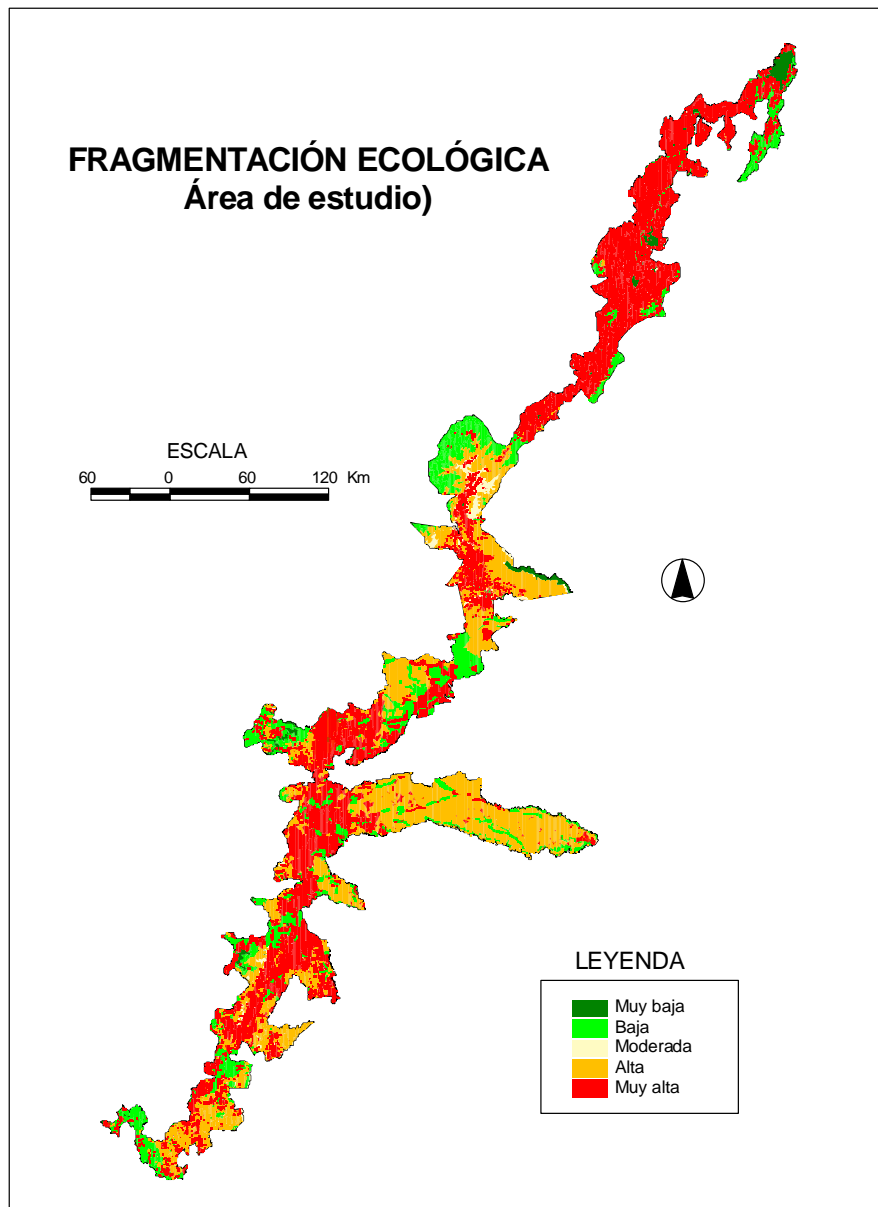 FRAGMENTACIÓN ECOLÓGICA
Área de estudio)
ESCALA
60 0 60 120 Km
LEYENDA
Muy baja
Baja
Moderada
Alta
Muy alta